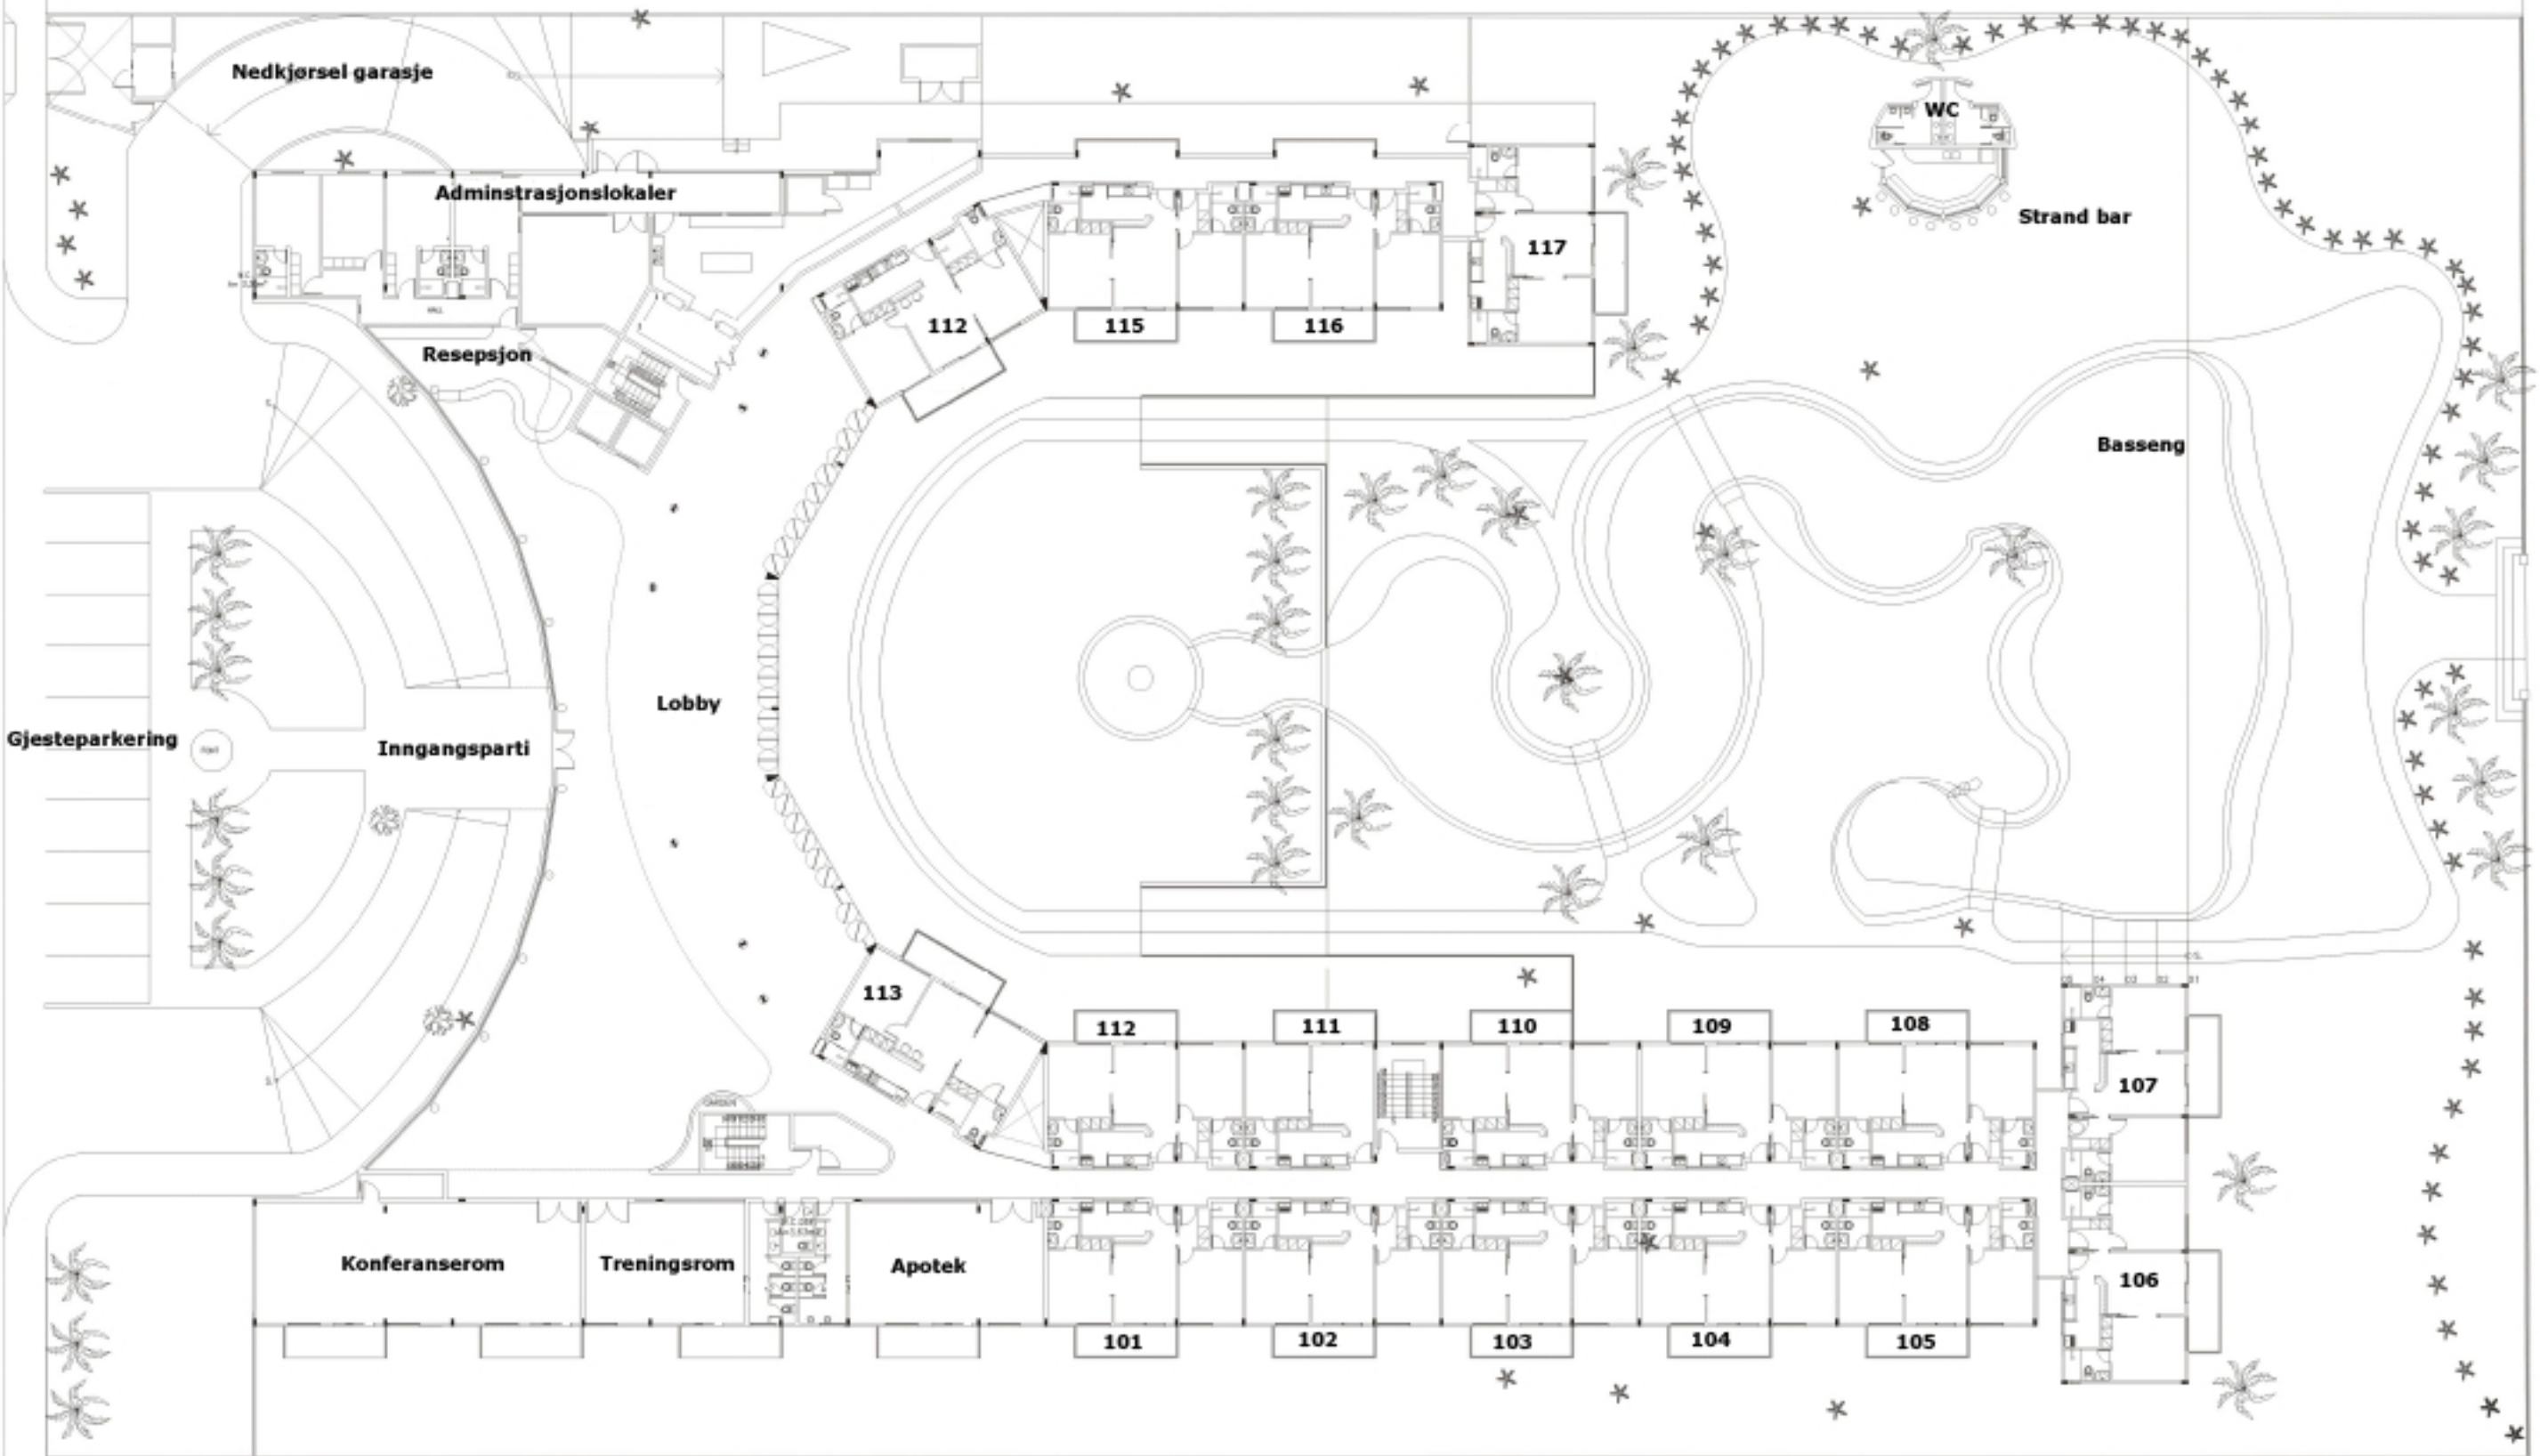 Nedkjørsel garasje
WC
Adminstrasjonslokaler
Strand bar
117
112
115
116
HALL
Resepsjon
Basseng
Lobby
Gjesteparkering
Inngangsparti
113
112
111
110
109
108
107
Konferanserom
Treningsrom
Apotek
106
101
102
103
104
105